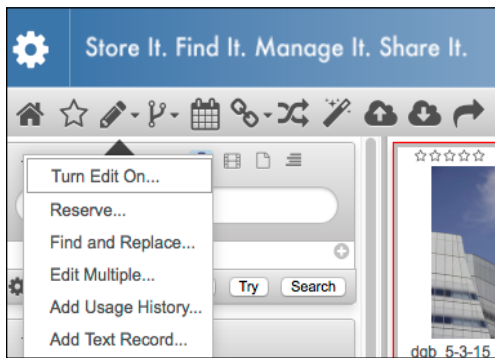 Store It. Find It. Manage It. Share It.
Turn Edit On...
Reserve...
Find and Replace...
Edit Multiple...
Try
Search
Add Usage History...
Add Text Record...
dgb_5-3-15